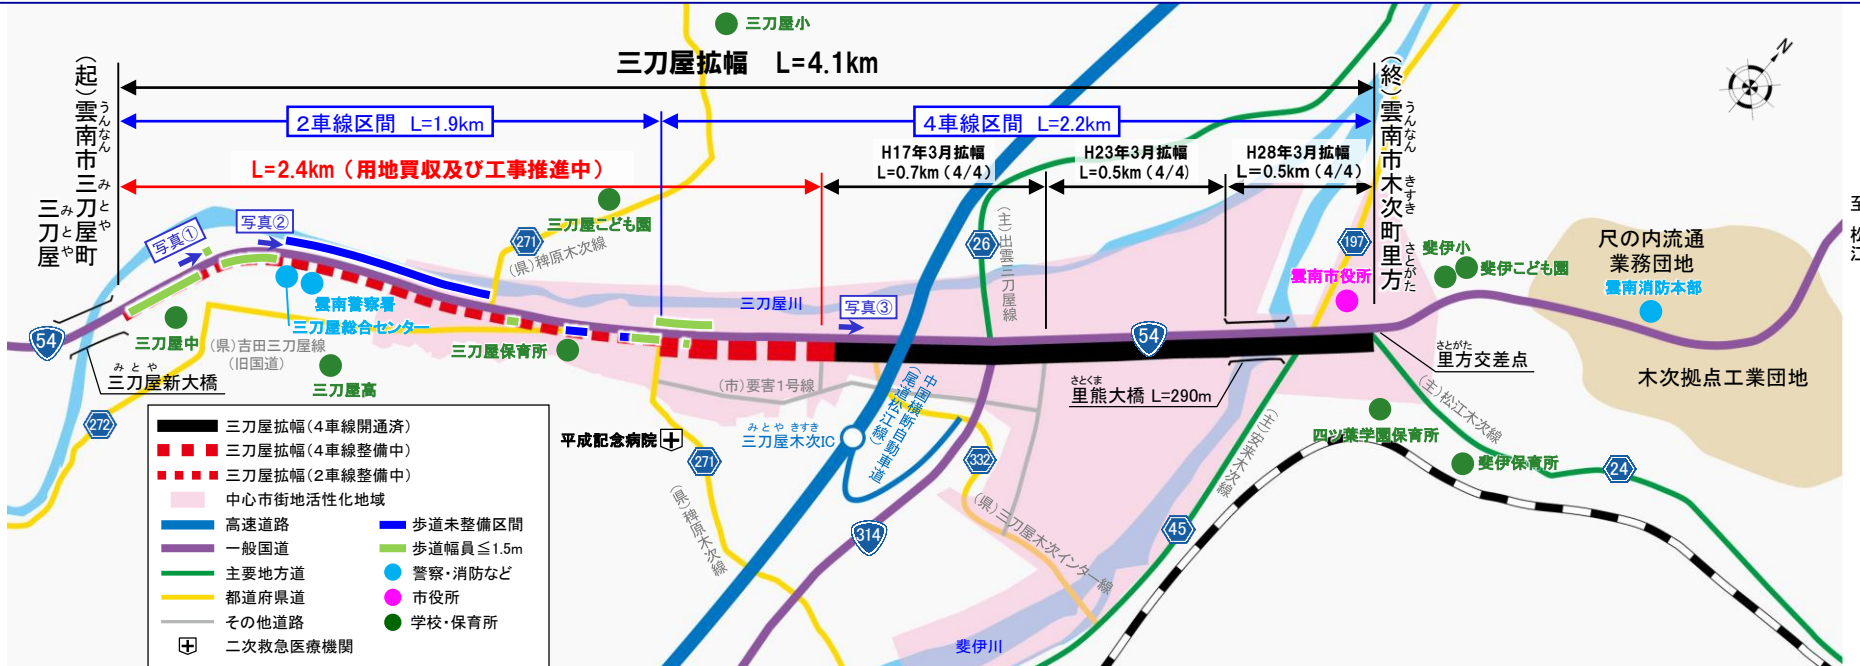 三刀屋小
三刀屋拡幅　L=4.1km
N
(起)雲南市三刀屋町
うんなん
みとや
三刀屋
みとや
(終)雲南市木次町里方
うんなん
きすき
さとがた
2車線区間 L=1.9km
4車線区間 L=2.2km
L=2.4km(用地買収及び工事推進中)
H17年3月拡幅
L=0.7km(4/4)
H23年3月拡幅
L=0.5km(4/4)
H28年3月拡幅
L=0.5km(4/4)
至 松江
写真①
写真②
写真③
三刀屋こども園
271
(県)稗原木次線
26
(主)出雲三刀屋線
197
雲南市役所
斐伊小
斐伊こども園
尺の内流通
業務団地
雲南消防本部
雲南警察署
三刀屋総合センター
三刀屋川
54
54
三刀屋中
(県)吉田三刀屋線
(旧国道)
三刀屋保育所
みとや
三刀屋新大橋
三刀屋高
272
(市)要害1号線
さとくま
里熊大橋 L=290m
さとがた
里方交差点
木次拠点工業団地
(主)松江木次線
中国横断自動車道
(尾道松江線)
みとや きすき
三刀屋木次IC
平成記念病院
271
(県)稗原木次線
332
(県)三刀屋木次インター線
314
45
(主)安来木次線
四ツ葉学園保育所
斐伊保育所
24
斐伊川
三刀屋拡幅(4車線開通済)
三刀屋拡幅(4車線整備中)
三刀屋拡幅(2車線整備中)
中心市街地活性化地域
高速道路
一般国道
主要地方道
都道府県道
その他道路
二次救急医療機関
歩道未整備区間
歩道幅員≦1.5m
警察・消防など
市役所
学校・保育所